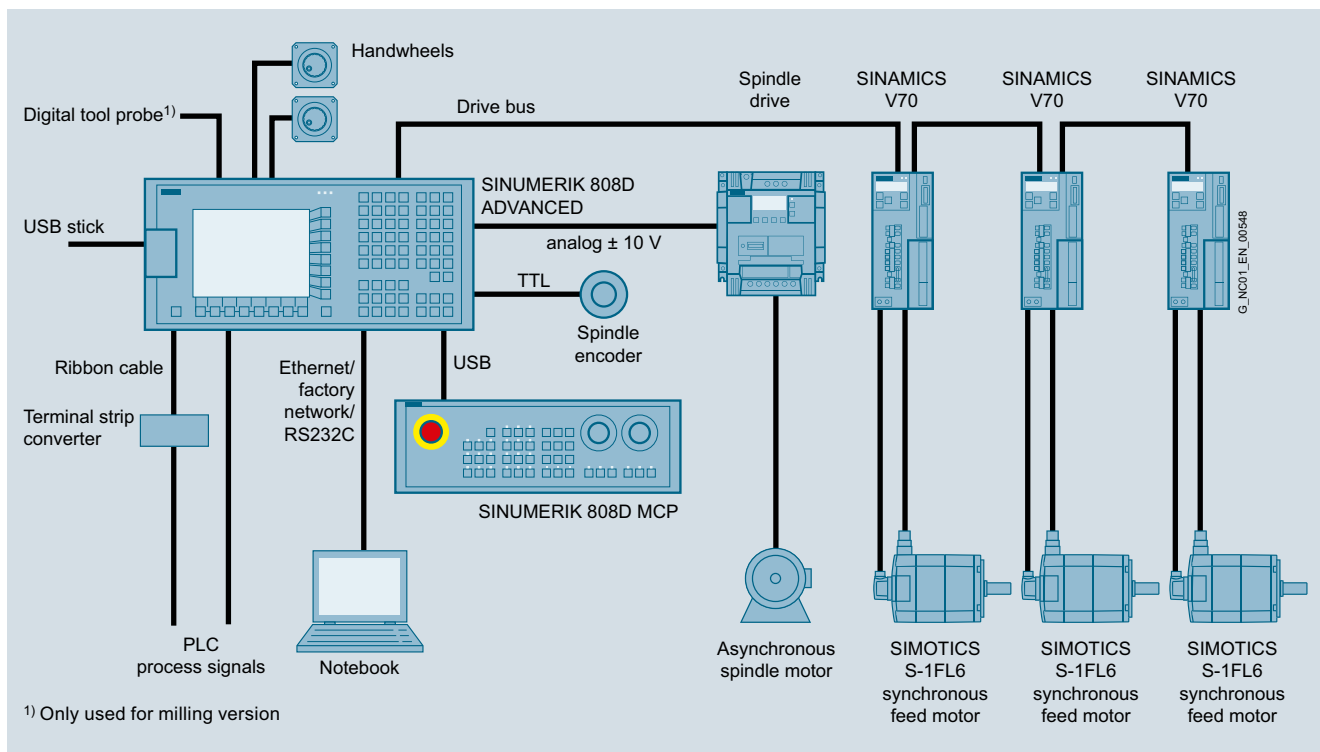 Handwheels
Digital tool probe1)
Drive bus
Spindle
drive
SINAMICS
V70
SINAMICS
V70
SINAMICS
V70
SINUMERIK 808D
ADVANCED
USB stick
analog ± 10 V
TTL
Spindle
encoder
G_NC01_EN_00548
Ribbon cable
Ethernet/
factory
network/
RS232C
USB
Terminal strip
converter
SINUMERIK 808D MCP
PLC
process signals
Notebook
Asynchronous
spindle motor
SIMOTICS
S-1FL6
synchronous
feed motor
SIMOTICS
S-1FL6
synchronous
feed motor
SIMOTICS
S-1FL6
synchronous
feed motor
1) Only used for milling version